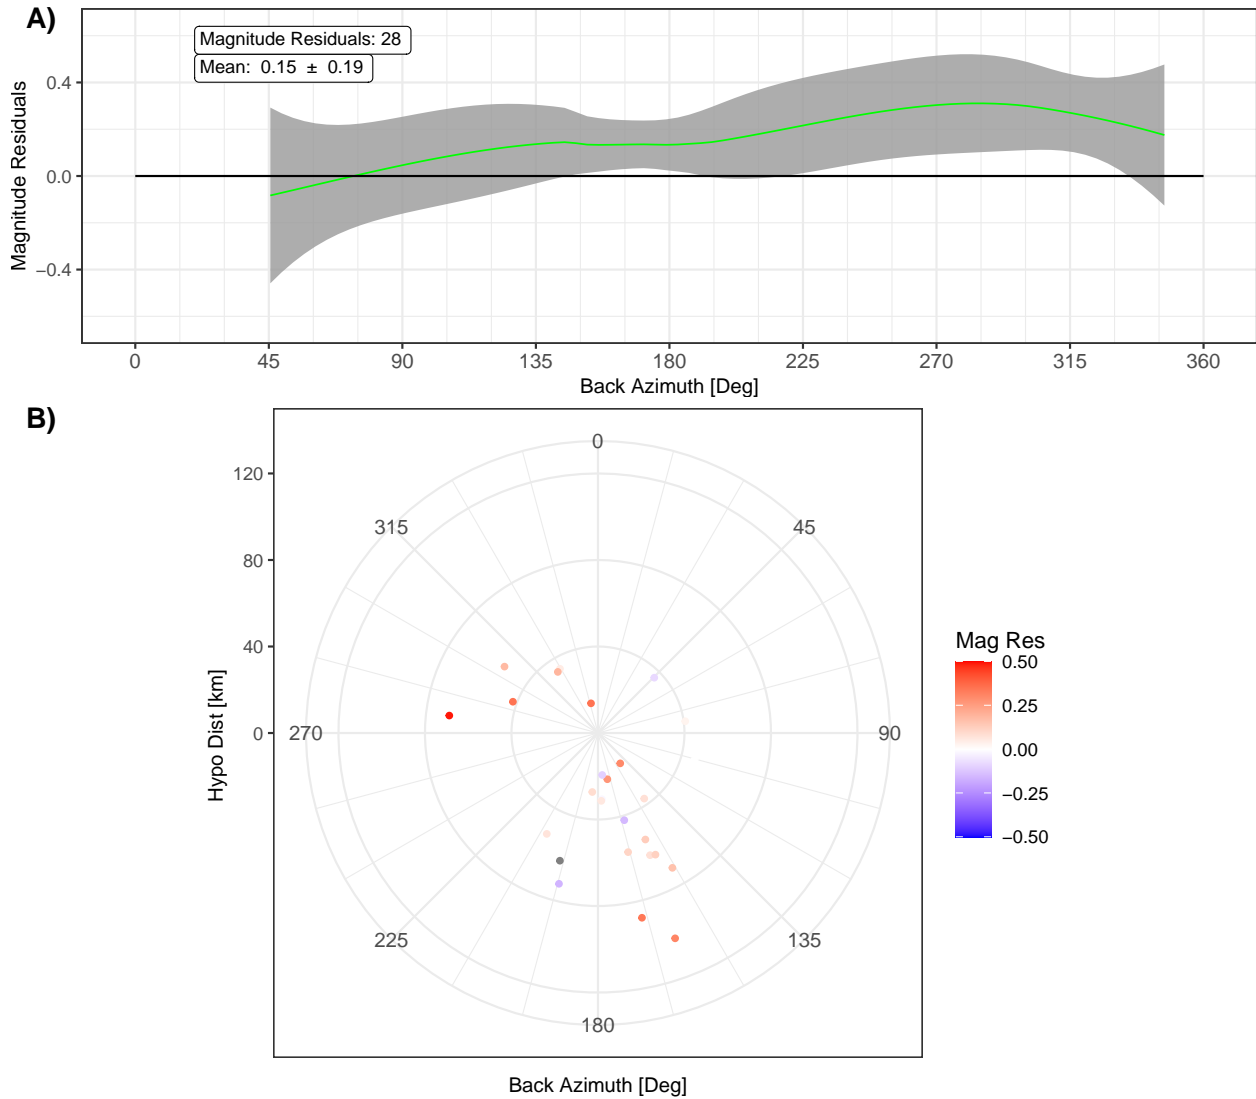 A)
Magnitude Residuals: 28
Mean:  0.15  ±  0.19
Magnitude Residuals
0.4
0.0
−0.4
0 45 90 135 180 225 270 315 360
Back Azimuth [Deg]
B)
Hypo Dist [km]
120
80
40
0
0
45
90
135
180
225
270
315
Back Azimuth [Deg]
Mag Res
0.50
0.25
0.00
−0.25
−0.50